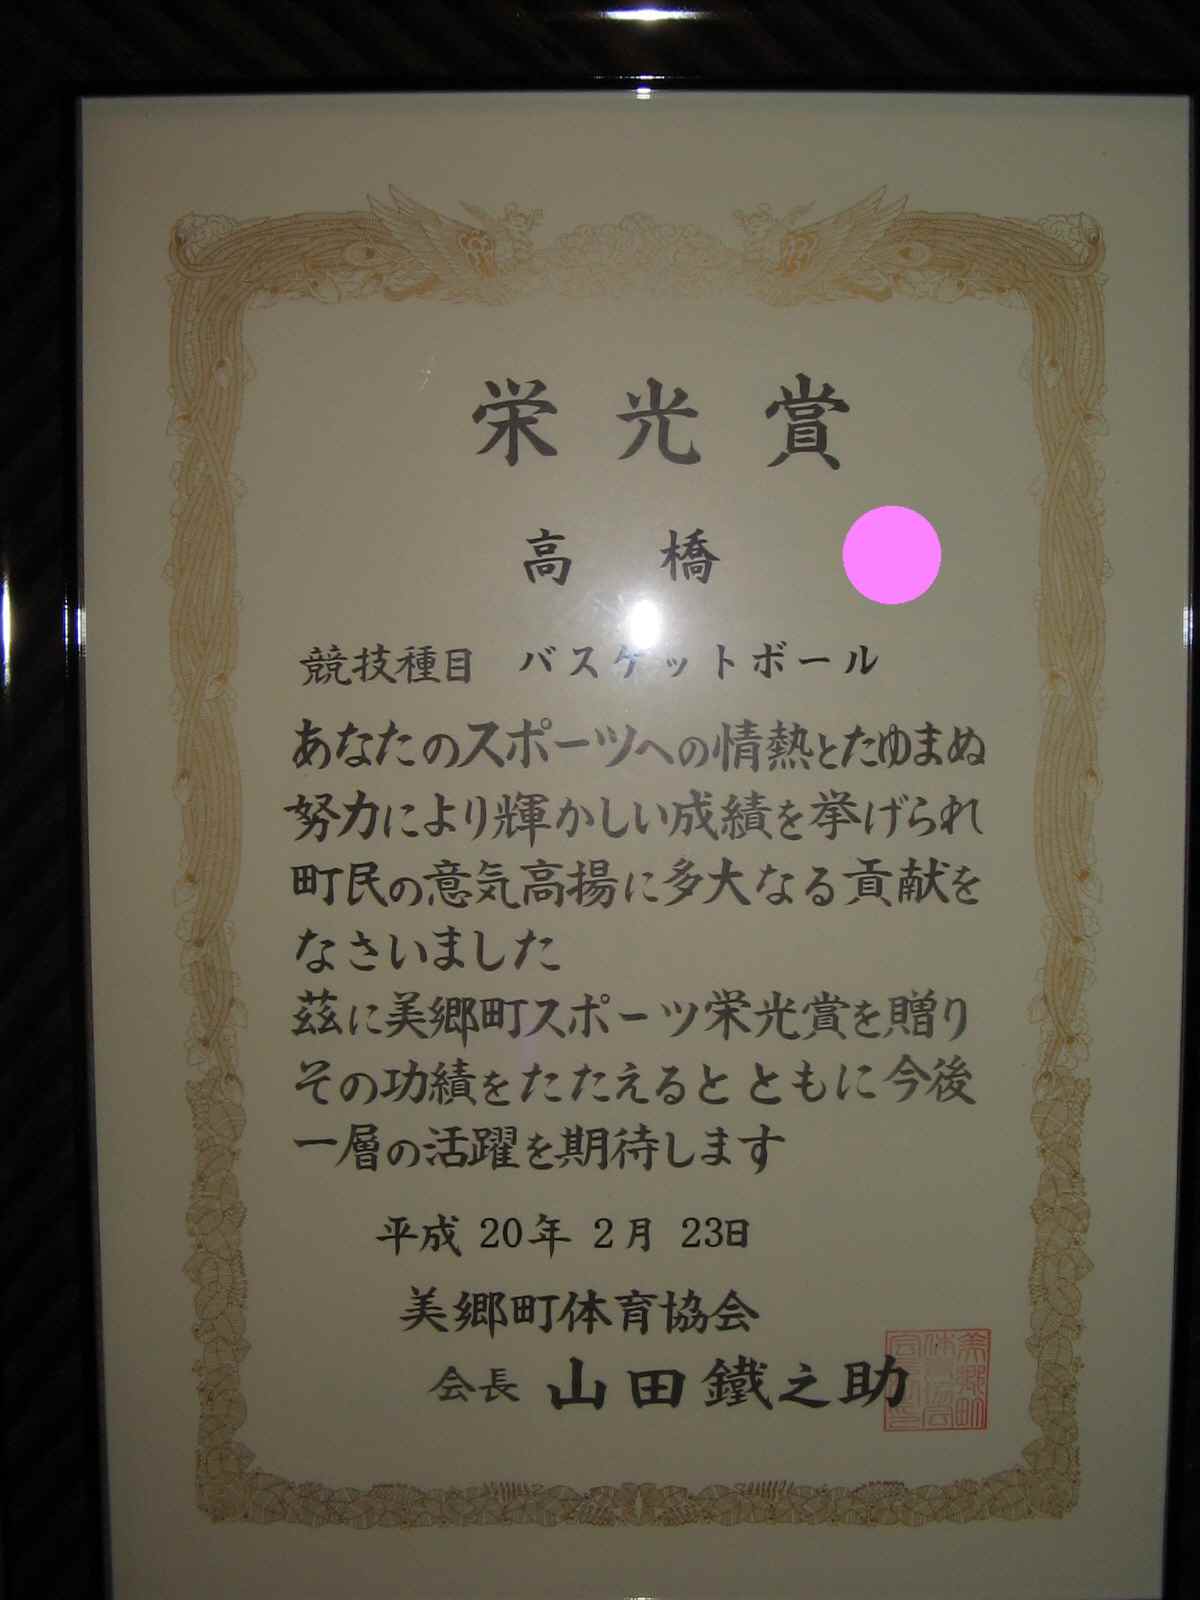 栄光賞
高橋
競技種目 バスケットボール
あなたのスポーツへの情熱とたゆまぬ
努力により輝かしい成績を挙げられ
町民の意気高揚に多大なる貢献を
なさいました
茲に美郷町スポーツ栄光賞を贈り
その功績をたたえるとともに今後
一層の活躍を期待します
平成 20年 2月 23日
美郷町体育協会
会長 山田鐵之助